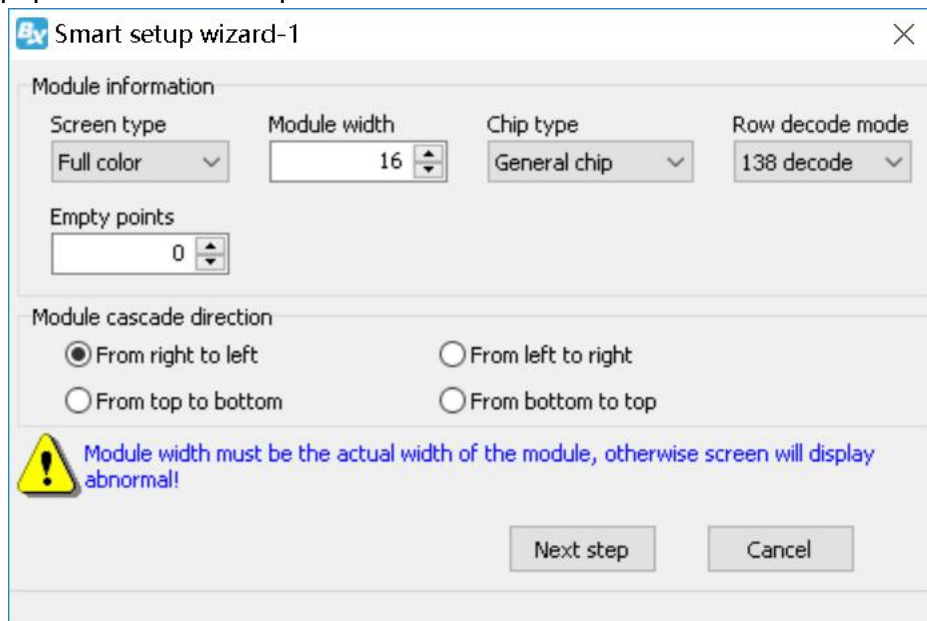 BX Smart setup wizard-1
Module information
Screen type Module width Chip type Row decode mode
Full color 16 General chip 138 decode
Empty points
0
Module cascade direction
From right to left From left to right
From top to bottom From bottom to top
Module width must be the actual width of the module, otherwise screen will display
abnormal!
Next step Cancel